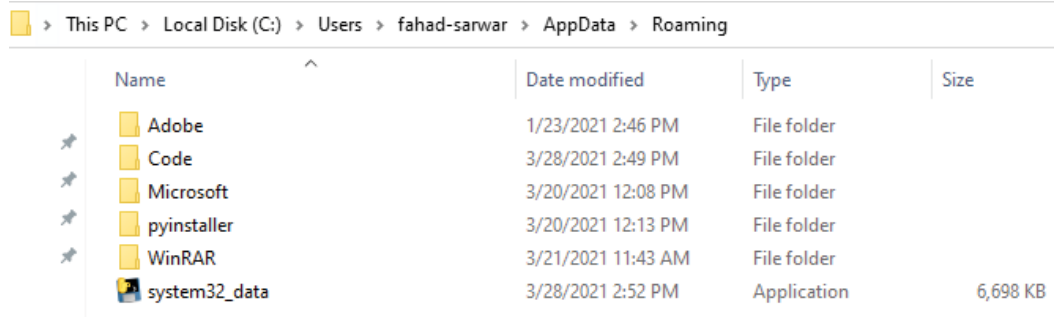 This PC > Local Disk (C:) > Users > fahad-sarwar > AppData > Roaming
Name Date modified Type Size
Adobe 1/23/2021 2:46 PM File folder
Code 3/28/2021 2:49 PM File folder
Microsoft 3/20/2021 12:08 PM File folder
pyinstaller 3/20/2021 12:13 PM File folder
WinRAR 3/21/2021 11:43 AM File folder
system32_data 3/28/2021 2:52 PM Application 6,698 KB